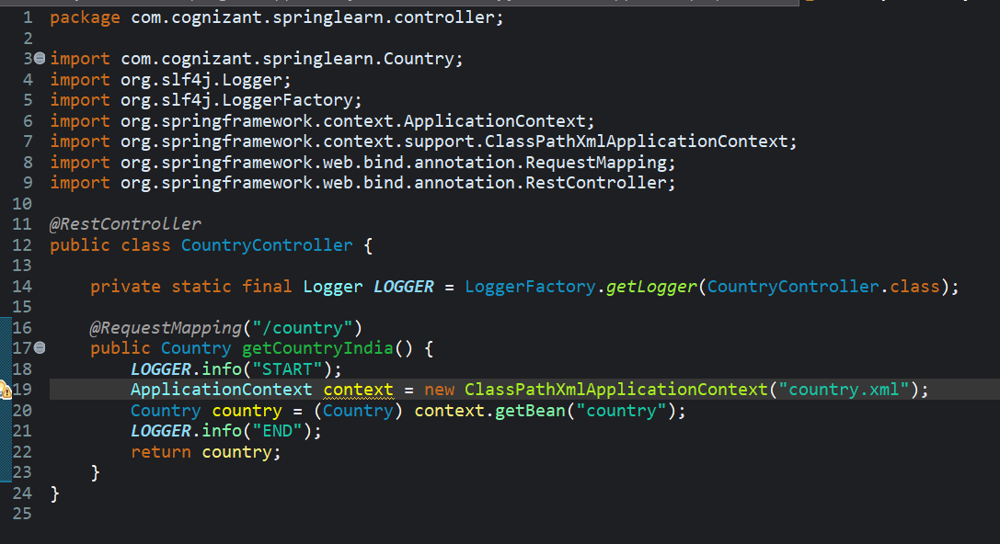 1 package com.cognizant.springlearn.controller;
2
3 import com.cognizant.springlearn.Country;
4 import org.slf4j.Logger;
5 import org.slf4j.LoggerFactory;
6 import org.springframework.context.ApplicationContext;
7 import org.springframework.context.support.ClassPathXmlApplicationContext;
8 import org.springframework.web.bind.annotation.RequestMapping;
9 import org.springframework.web.bind.annotation.RestController;
10
11 @RestController
12 public class CountryController {
13
14     private static final Logger LOGGER = LoggerFactory.getLogger(CountryController.class);
15
16     @RequestMapping("/country")
17     public Country getCountryIndia() {
18         LOGGER.info("START");
19         ApplicationContext context = new ClassPathXmlApplicationContext("country.xml");
20         Country country = (Country) context.getBean("country");
21         LOGGER.info("END");
22         return country;
23     }
24 }
25